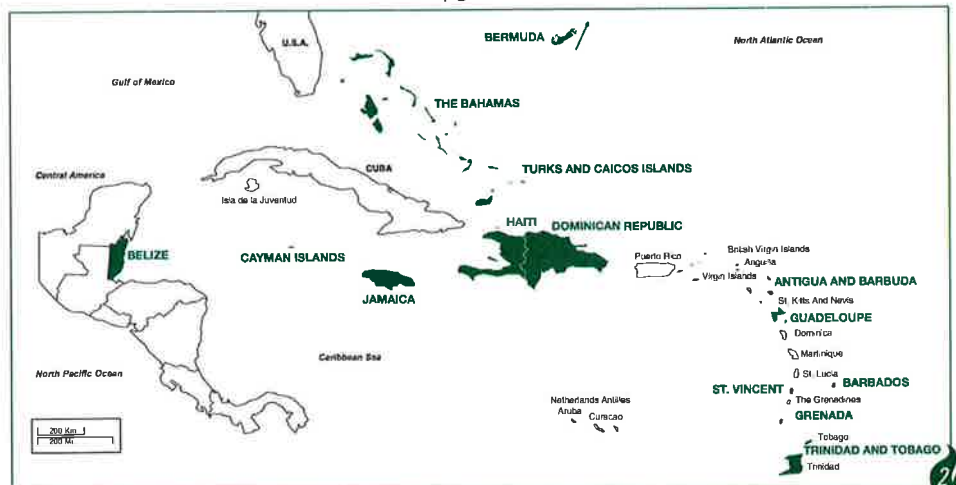 BERMUDA
U.S.A.
North Atlantic Ocean
Gulf of Mexico
THE BAHAMAS
CUBA
Central America
TURKS AND CAICOS ISLANDS
Isla de la Juventud
HAITI
DOMINICAN REPUBLIC
BELIZE
CAYMAN ISLANDS
Puerto Rico
British Virgin Islands
Anguilla
Virgin Islands
ANTIGUA AND BARBUDA
JAMAICA
St. Kitts And Nevis
GUADELOUPE
Dominica
Caribbean Sea
Martinique
North Pacific Ocean
St. Lucia
ST. VINCENT
BARBADOS
The Grenadines
Netherlands Antilles
Aruba
Curacao
GRENADA
200 Km
200 Mi
Tobago
TRINIDAD AND TOBAGO
Trinidad